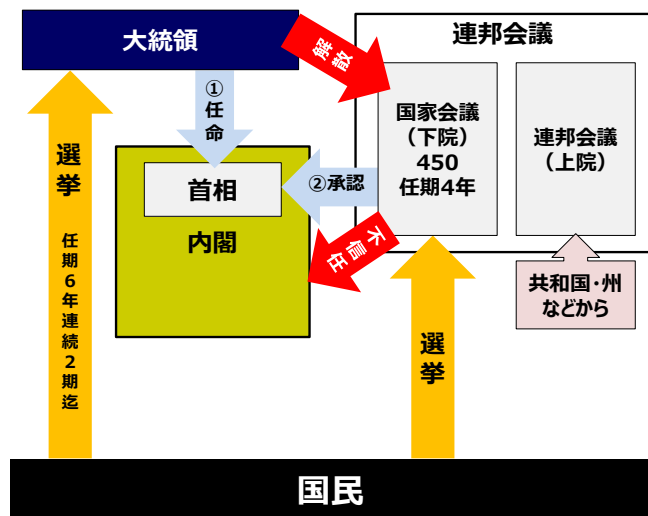 大統領
解散
連邦会議
①
任
命
国家会議
（下院）
450
任期4年
連邦会議
（上院）
選
挙
首相
②承認
内閣
不信任
任
期
6
年
連
続
2
期
迄
共和国・州
などから
選
挙
国民